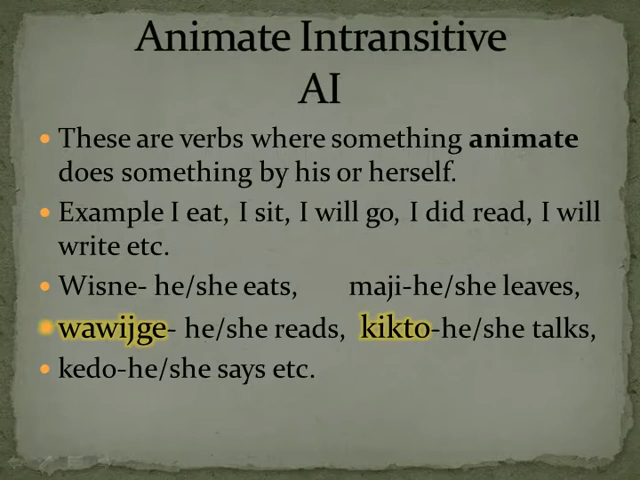 Animate Intransitive
AI
• These are verbs where something animate
does something by his or herself.
• Example I eat, I sit, I will go, I did read, I will
write etc.
• Wisne- he/she eats, maji-he/she leaves,
• wawijge- he/she reads, kikto-he/she talks,
• kedo-he/she says etc.